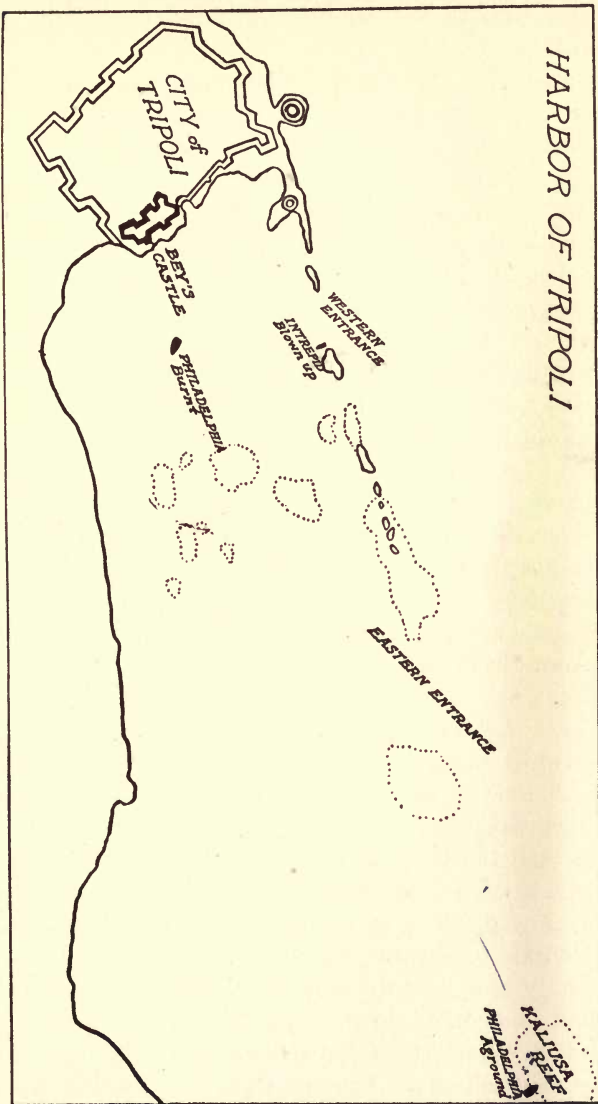 HARBOR OF TRIPOLI
CITY of
TRIPOLI
BEY'S
CASTLE
WESTERN
ENTRANCE
INTREPID
Blown up
PHILADELPHIA
Burnt
EASTERN ENTRANCE
KALIUSA
REEF
PHILADELPHIA
Aground